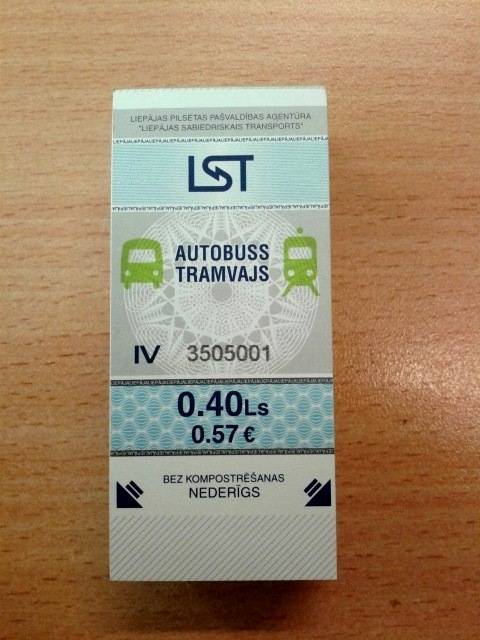 LIEPĀJAS PILSĒTAS PAŠVALDĪBAS AĢENTŪRA
"LIEPĀJAS SABIEDRISKAIS TRANSPORTS"
LST
AUTOBUSS
TRAMVAJS
IV 3505001
0.40Ls
0.57 €
BEZ KOMPOSTRĒŠANAS
NEDERĪGS